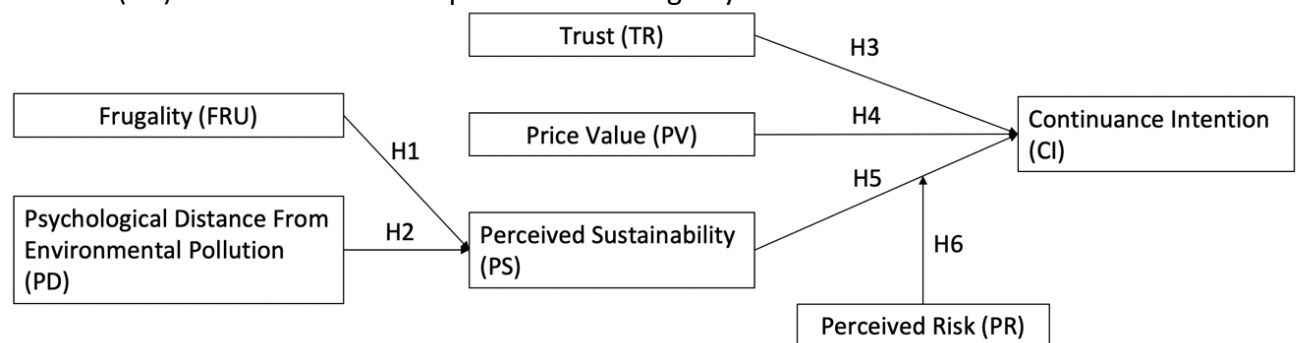 Trust (TR)
H3
Frugality (FRU)
Price Value (PV)
H4
Continuance Intention
(CI)
H1
H5
Psychological Distance From
Environmental Pollution
(PD)
H2
Perceived Sustainability
(PS)
H6
Perceived Risk (PR)